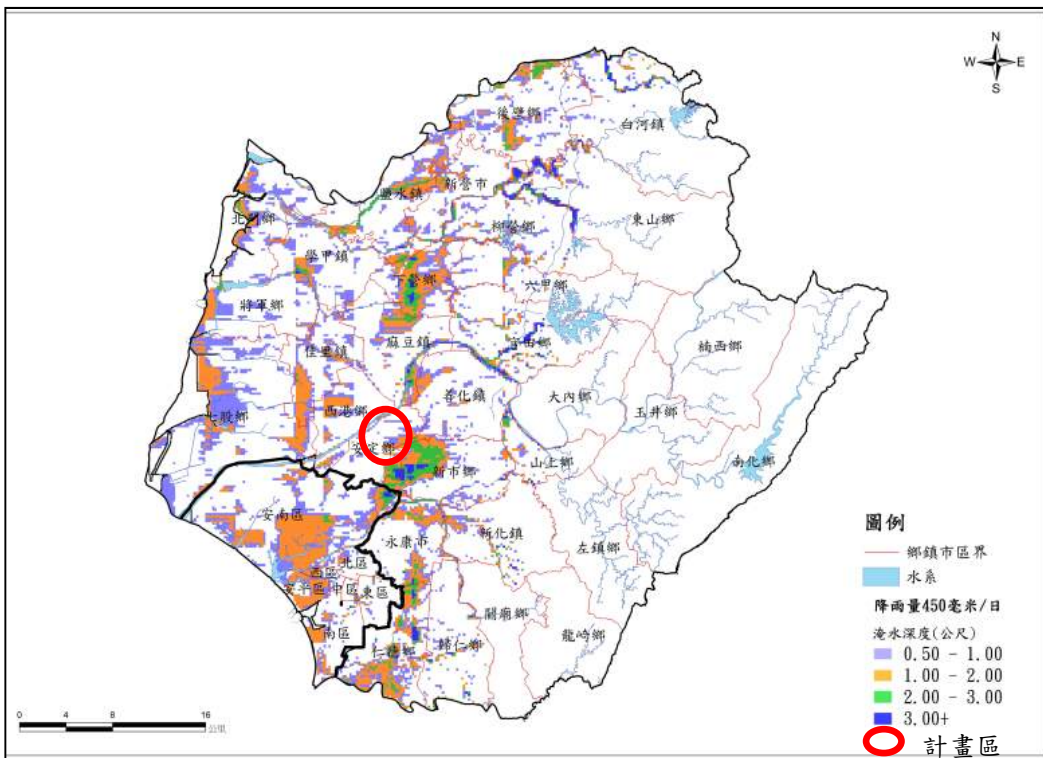 N
W E
S
後壁鄉
白河鎮
新營市
鹽水鎮
東山鄉
北門鄉
柳營鄉
學甲鎮
下營鄉
六甲鄉
將軍鄉
麻豆鎮
官田鄉
楠西鄉
佳里鎮
善化鎮
大內鄉
西港鄉
玉井鄉
七股鄉
安定鄉
新市鄉
山上鄉
南化鄉
安南區
新化鎮
永康市
左鎮鄉
北區
西區
安平區 中區 東區
關廟鄉
南區
龍崎鄉
仁德鄉
歸仁鄉
圖例
鄉鎮市區界
水系
降雨量450毫米/日
淹水深度(公尺)
0.50 - 1.00
1.00 - 2.00
2.00 - 3.00
3.00+
計畫區
0 4 8 16
公里